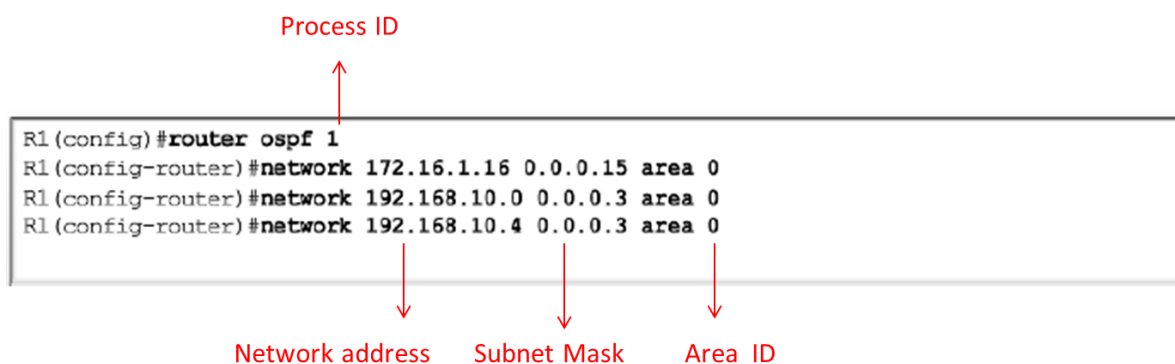 Process ID
R1(config)#router ospf 1
R1(config-router)#network 172.16.1.16 0.0.0.15 area 0
R1(config-router)#network 192.168.10.0 0.0.0.3 area 0
R1(config-router)#network 192.168.10.4 0.0.0.3 area 0
Network address Subnet Mask Area ID